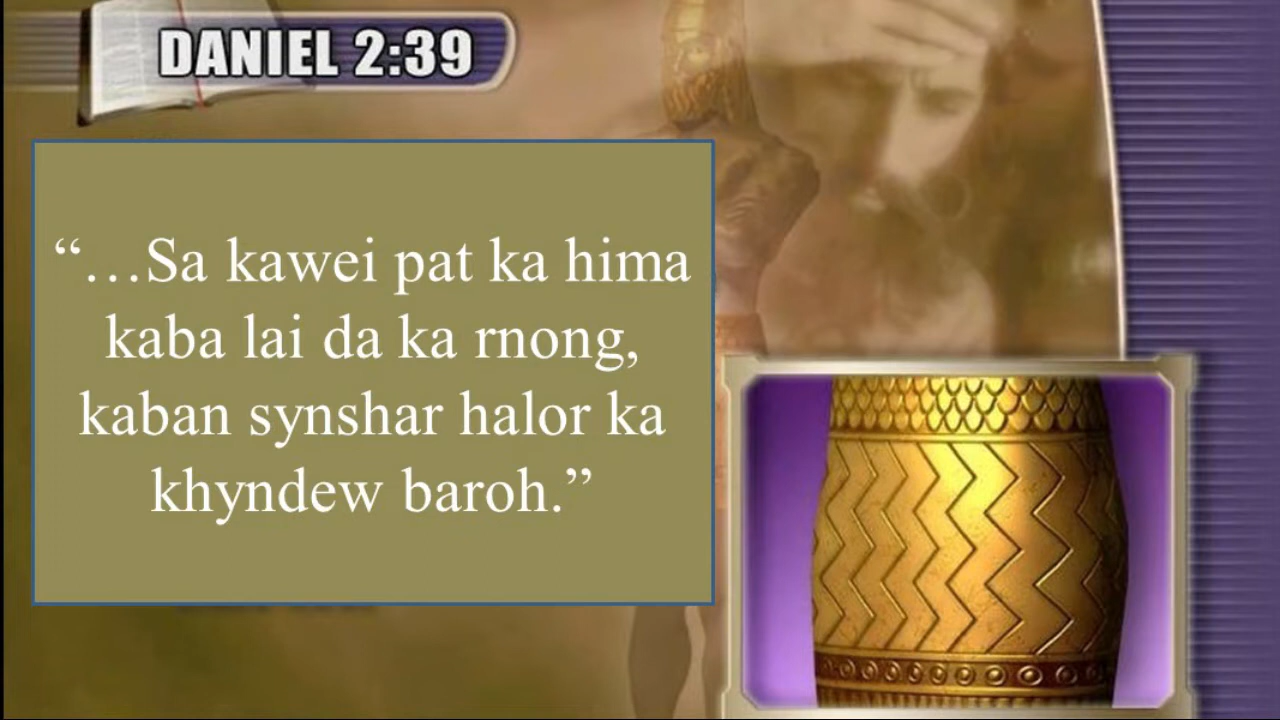 DANIEL 2:39
“…Sa kawei pat ka hima
kaba lai da ka rnong,
kaban synshar halor ka
khyndew baroh.”